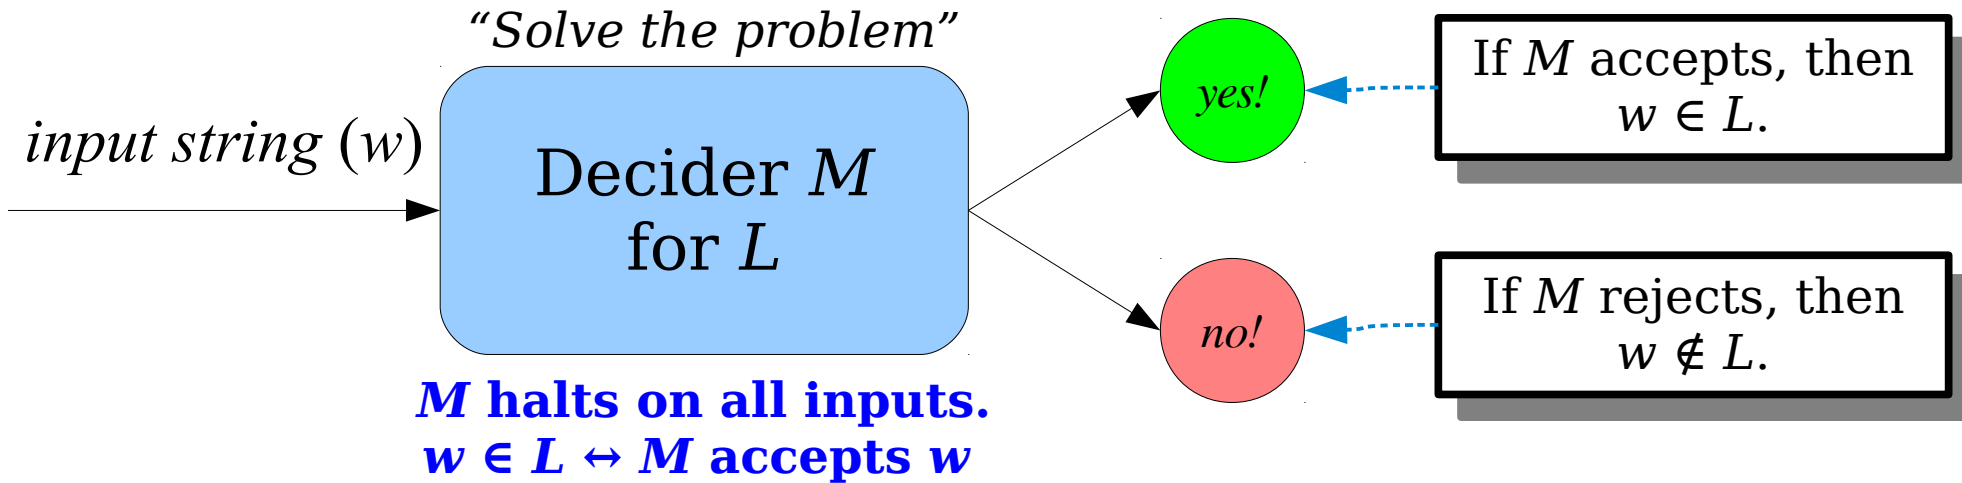 “Solve the problem”
input string (w)
Decider M
for L
M halts on all inputs.
w ∈ L ↔ M accepts w
yes!
no!
If M accepts, then
w ∈ L.
If M rejects, then
w ∉ L.